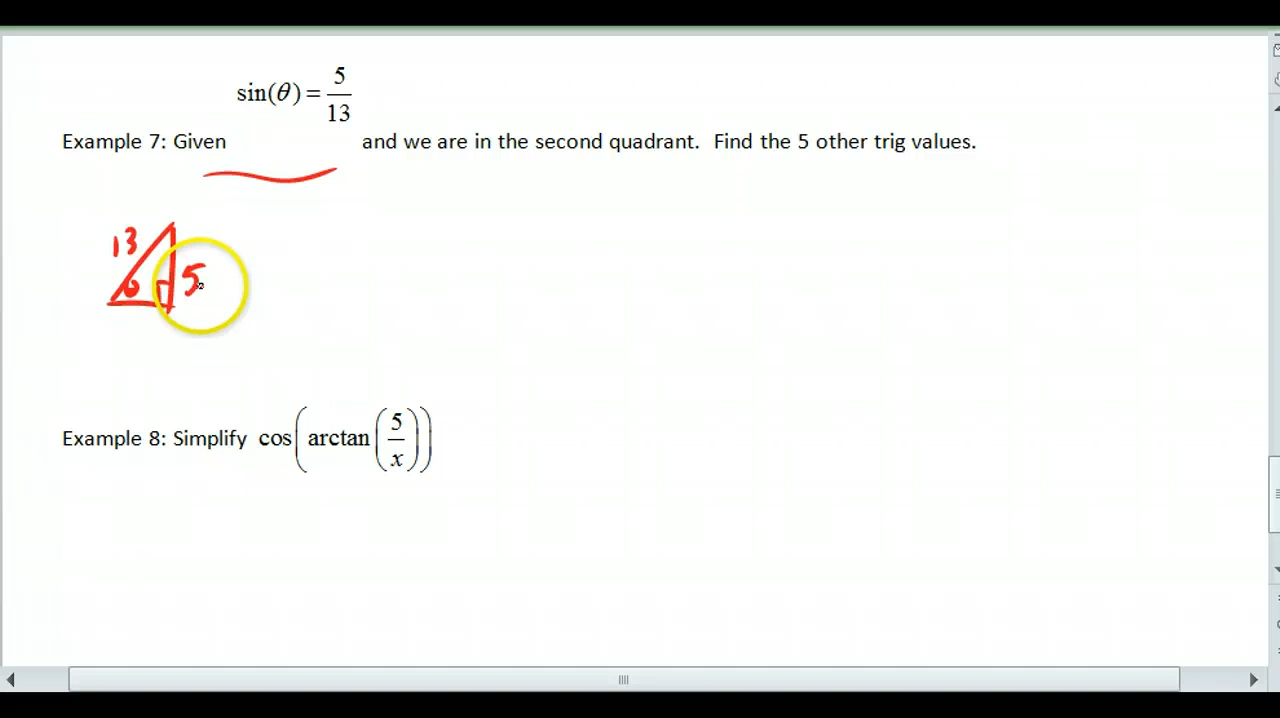 sin(θ) = 5/13
Example 7: Given and we are in the second quadrant. Find the 5 other trig values.
13
θ
5
Example 8: Simplify cos(arctan(5/x))